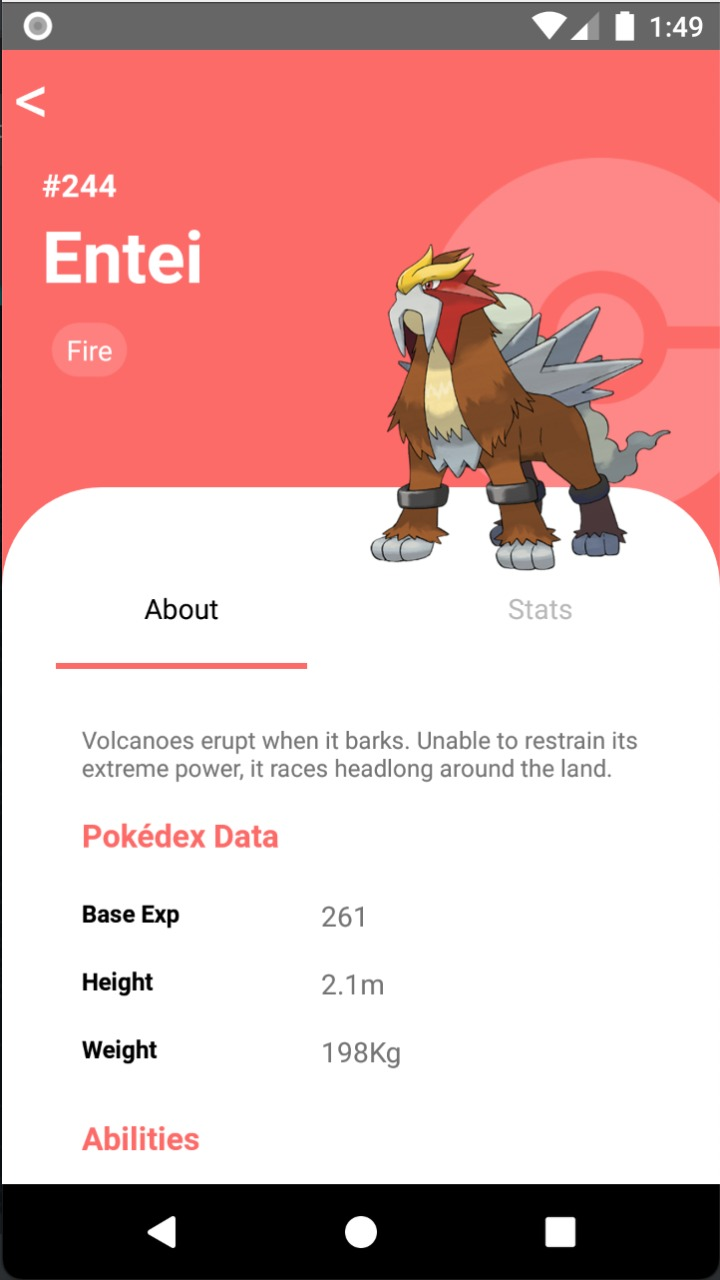 1:49
<
#244
Entei
Fire
About
Stats
Volcanoes erupt when it barks. Unable to restrain its
extreme power, it races headlong around the land.
Pokédex Data
Base Exp
261
Height
2.1m
Weight
198Kg
Abilities